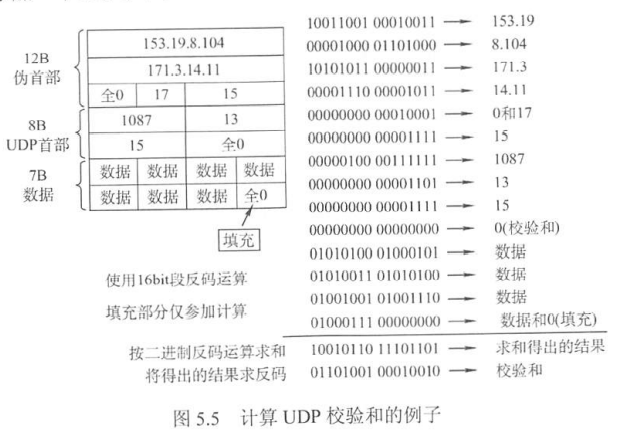 10011001 00010011 → 153.19
00001000 01101000 → 8.104
10101011 00000011 → 171.3
00001110 00001011 → 14.11
00000000 00010001 → 0和17
00000000 00001111 → 15
00000100 00111111 → 1087
00000000 00001101 → 13
00000000 00001111 → 15
00000000 00000000 → 0(校验和)
01010100 01000101 → 数据
01010011 01010100 → 数据
01001001 01001110 → 数据
01000111 00000000 → 数据和0(填充)
10010110 11101101 → 求和得出的结果
01101001 00010010 → 校验和
12B
伪首部
153.19.8.104
171.3.14.11
全0 17 15
8B
UDP首部
1087 13
15 全0
7B
数据
数据 数据 数据 数据
数据 数据 数据 全0
填充
使用16bit段反码运算
填充部分仅参加计算
按二进制反码运算求和
将得出的结果求反码
图 5.5 计算 UDP 校验和的例子